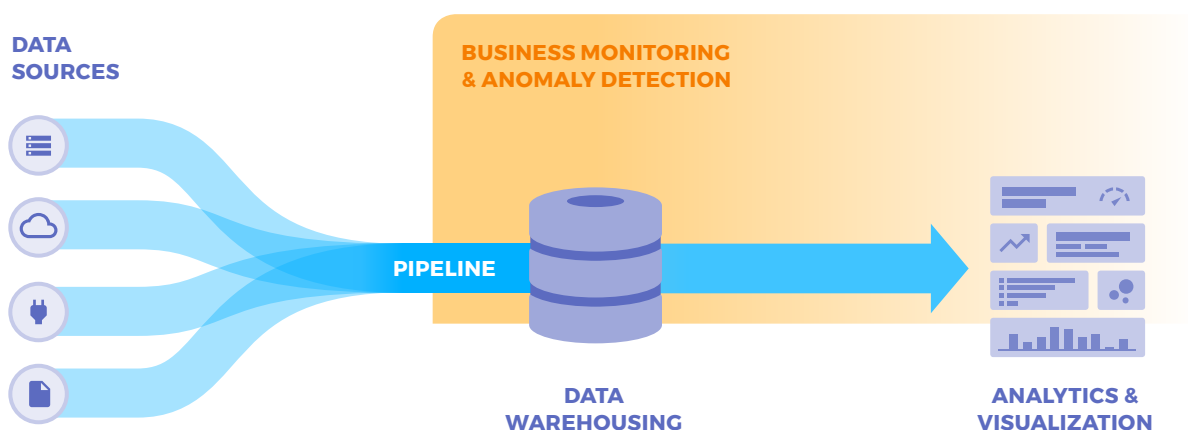 DATA
SOURCES
BUSINESS MONITORING
& ANOMALY DETECTION
PIPELINE
DATA
WAREHOUSING
ANALYTICS &
VISUALIZATION